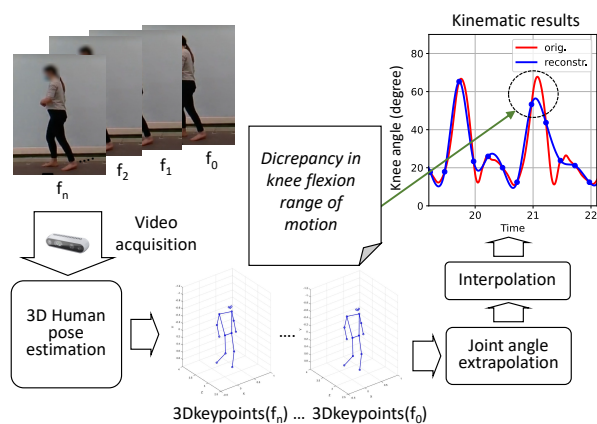 Kinematic results
orig.
reconstr.
Knee angle (degree)
80
60
40
20
0
20
21
22
Time
f_n
f_2
f_1
f_0
Video
acquisition
Dicrepancy in
knee flexion
range of
motion
3D Human
pose
estimation
....
Interpolation
Joint angle
extrapolation
3Dkeypoints(f_n) ... 3Dkeypoints(f_0)